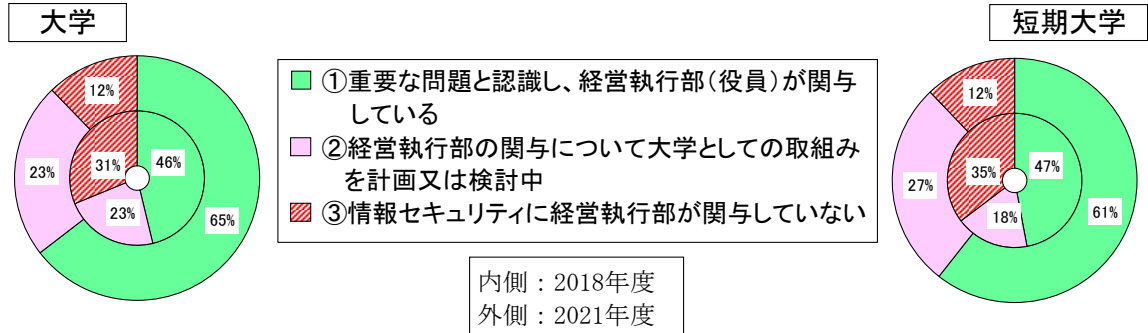 大学
短期大学
12%
31%
46%
23%
23%
65%
①重要な問題と認識し、経営執行部(役員)が関与
している
②経営執行部の関与について大学としての取組み
を計画又は検討中
③情報セキュリティに経営執行部が関与していない
12%
35%
47%
27%
18%
61%
内側：2018年度
外側：2021年度